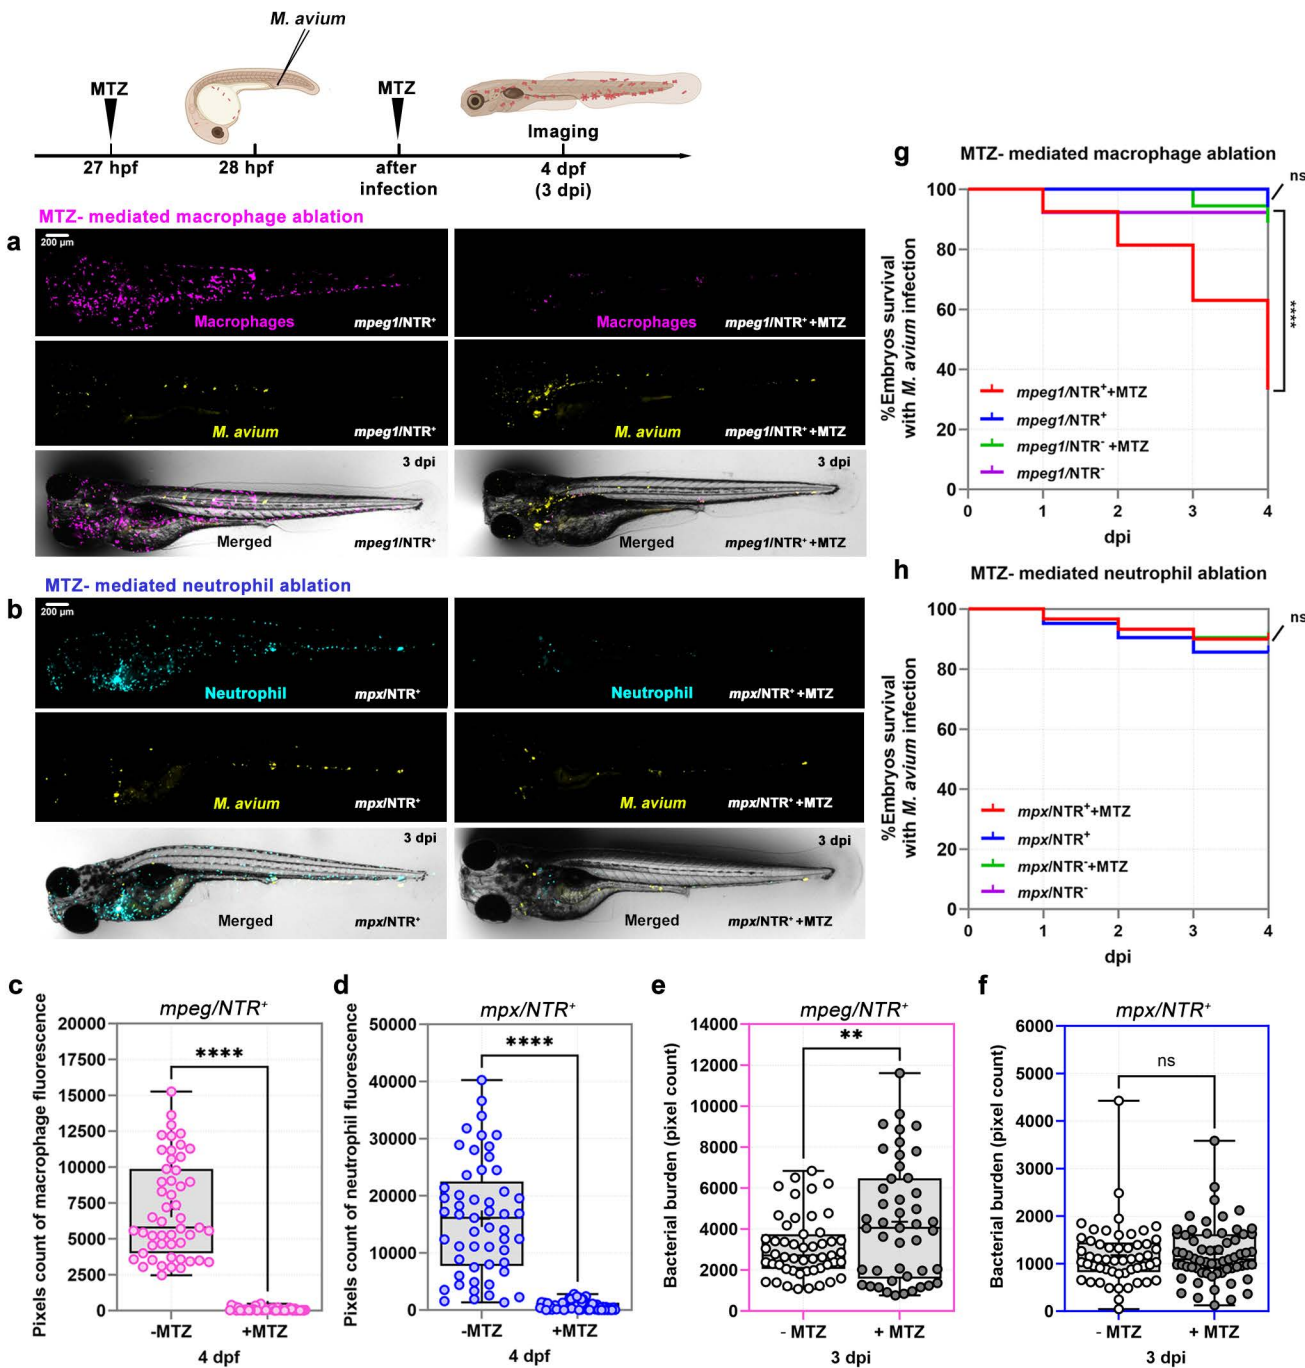 M. avium
MTZ
MTZ
Imaging
27 hpf
28 hpf
after
infection
4 dpf
(3 dpi)
MTZ- mediated macrophage ablation
a
200 µm
Macrophages
mpeg1/NTR⁺
Macrophages
mpeg1/NTR⁺ +MTZ
M. avium
mpeg1/NTR⁺
M. avium
mpeg1/NTR⁺ +MTZ
3 dpi
Merged
mpeg1/NTR⁺
3 dpi
Merged
mpeg1/NTR⁺ +MTZ
MTZ- mediated neutrophil ablation
b
200 µm
Neutrophil
mpx/NTR⁺
Neutrophil
mpx/NTR⁺ +MTZ
M. avium
mpx/NTR⁺
M. avium
mpx/NTR⁺ +MTZ
3 dpi
Merged
mpx/NTR⁺
3 dpi
Merged
mpx/NTR⁺ +MTZ
g
MTZ- mediated macrophage ablation
ns
****
%Embryos survival
with M. avium infection
100
80
60
40
20
0
mpeg1/NTR⁺+MTZ
mpeg1/NTR⁺
mpeg1/NTR⁻ +MTZ
mpeg1/NTR⁻
0 1 2 3 4
dpi
h
MTZ- mediated neutrophil ablation
ns
%Embryos survival
with M. avium infection
100
80
60
40
20
0
mpx/NTR⁺+MTZ
mpx/NTR⁺
mpx/NTR⁻+MTZ
mpx/NTR⁻
0 1 2 3 4
dpi
c
mpeg/NTR⁺
Pixels count of macrophage fluorescence
20000
17500
15000
12500
10000
7500
5000
2500
0
****
-MTZ +MTZ
4 dpf
d
mpx/NTR⁺
Pixels count of neutrophil fluorescence
50000
40000
30000
20000
10000
0
****
-MTZ +MTZ
4 dpf
e
mpeg/NTR⁺
Bacterial burden (pixel count)
14000
12000
10000
8000
6000
4000
2000
0
**
- MTZ + MTZ
3 dpi
f
mpx/NTR⁺
Bacterial burden (pixel count)
6000
5000
4000
3000
2000
1000
0
ns
- MTZ + MTZ
3 dpi